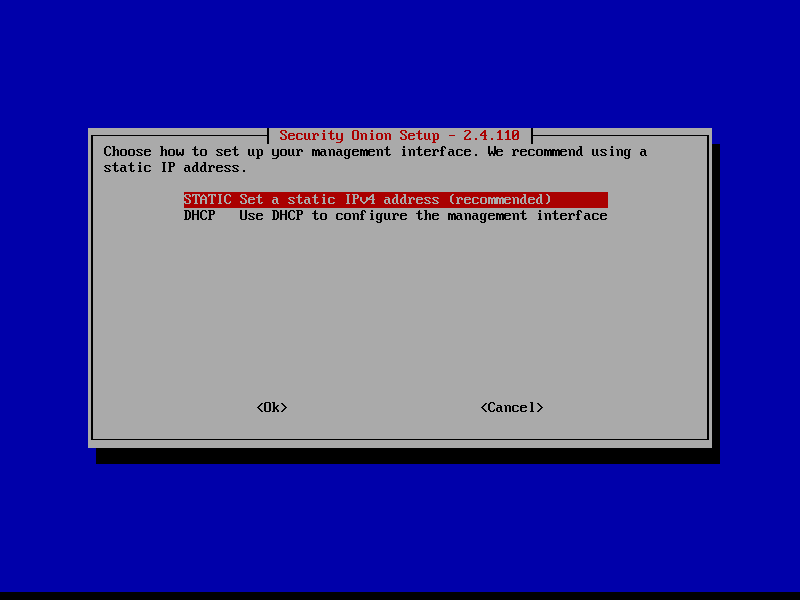 Security Onion Setup - 2.4.110
Choose how to set up your management interface. We recommend using a
static IP address.
STATIC Set a static IPv4 address (recommended)
DHCP Use DHCP to configure the management interface
<Ok> <Cancel>